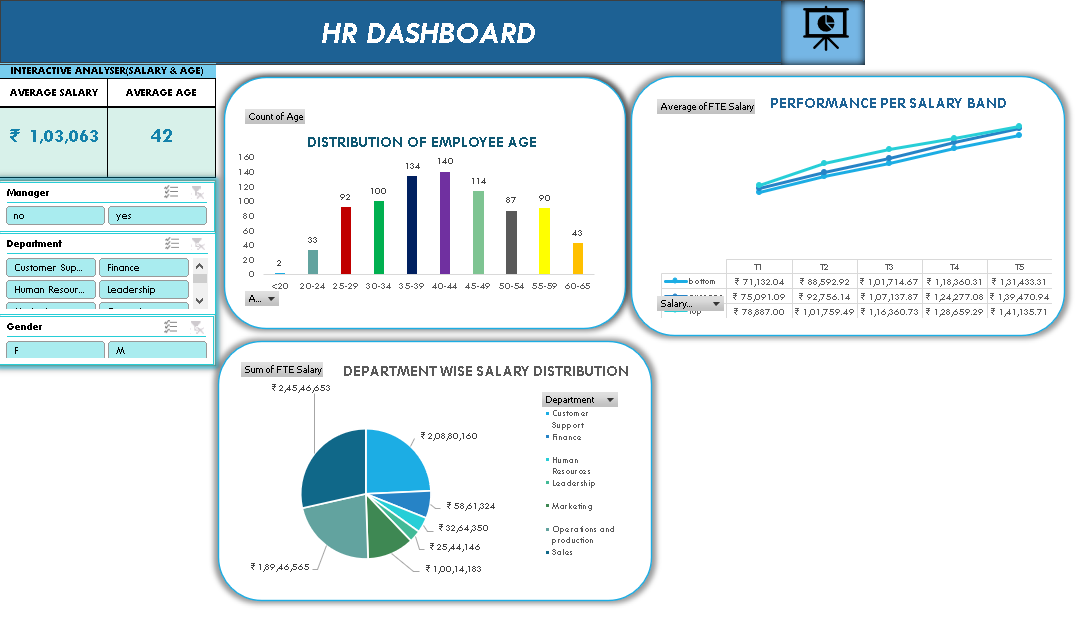 HR DASHBOARD
INTERACTIVE ANALYSER(SALARY & AGE)
AVERAGE SALARY AVERAGE AGE
₹ 1,03,063 42
Manager
no yes
Department
Customer Sup... Finance
Human Resour... Leadership
Gender
F M
Count of Age
DISTRIBUTION OF EMPLOYEE AGE
160
140
120
100
80
60
40
20
0
2 33 92 100 134 140 114 87 90 43
<20 20-24 25-29 30-34 35-39 40-44 45-49 50-54 55-59 60-65
A...
Average of FTE Salary
PERFORMANCE PER SALARY BAND
T1 T2 T3 T4 T5
bottom ₹ 71,132.04 ₹ 88,592.92 ₹ 1,01,714.67 ₹ 1,18,360.31 ₹ 1,31,433.31
₹ 75,091.09 ₹ 92,756.14 ₹ 1,07,137.87 ₹ 1,24,277.08 ₹ 1,39,470.94
Salary...
₹ 78,887.00 ₹ 1,01,759.49 ₹ 1,16,360.73 ₹ 1,28,659.29 ₹ 1,41,135.71
Sum of FTE Salary
DEPARTMENT WISE SALARY DISTRIBUTION
₹ 2,45,46,653
₹ 2,08,80,160
₹ 58,61,324
₹ 32,64,350
₹ 25,44,146
₹ 1,00,14,183
₹ 1,89,46,565
Department
Customer
Support
Finance
Human
Resources
Leadership
Marketing
Operations and
production
Sales